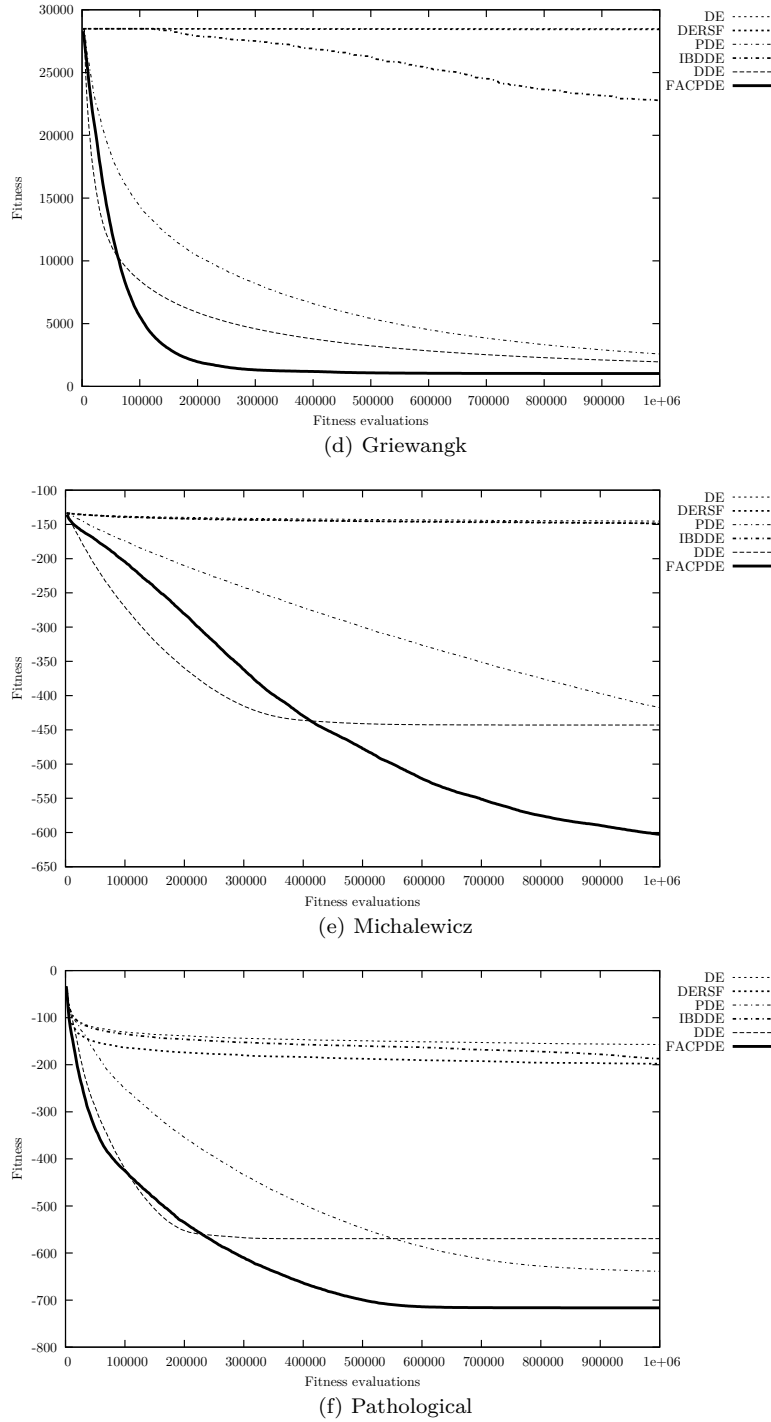 30000
25000
20000
15000
10000
5000
0
Fitness
0 100000 200000 300000 400000 500000 600000 700000 800000 900000 1e+06
Fitness evaluations
DE
DERSF
PDE
IBDDE
DDE
FACPDE
(d) Griewangk
-100
-150
-200
-250
-300
-350
-400
-450
-500
-550
-600
-650
Fitness
0 100000 200000 300000 400000 500000 600000 700000 800000 900000 1e+06
Fitness evaluations
DE
DERSF
PDE
IBDDE
DDE
FACPDE
(e) Michalewicz
0
-100
-200
-300
-400
-500
-600
-700
-800
Fitness
0 100000 200000 300000 400000 500000 600000 700000 800000 900000 1e+06
Fitness evaluations
DE
DERSF
PDE
IBDDE
DDE
FACPDE
(f) Pathological